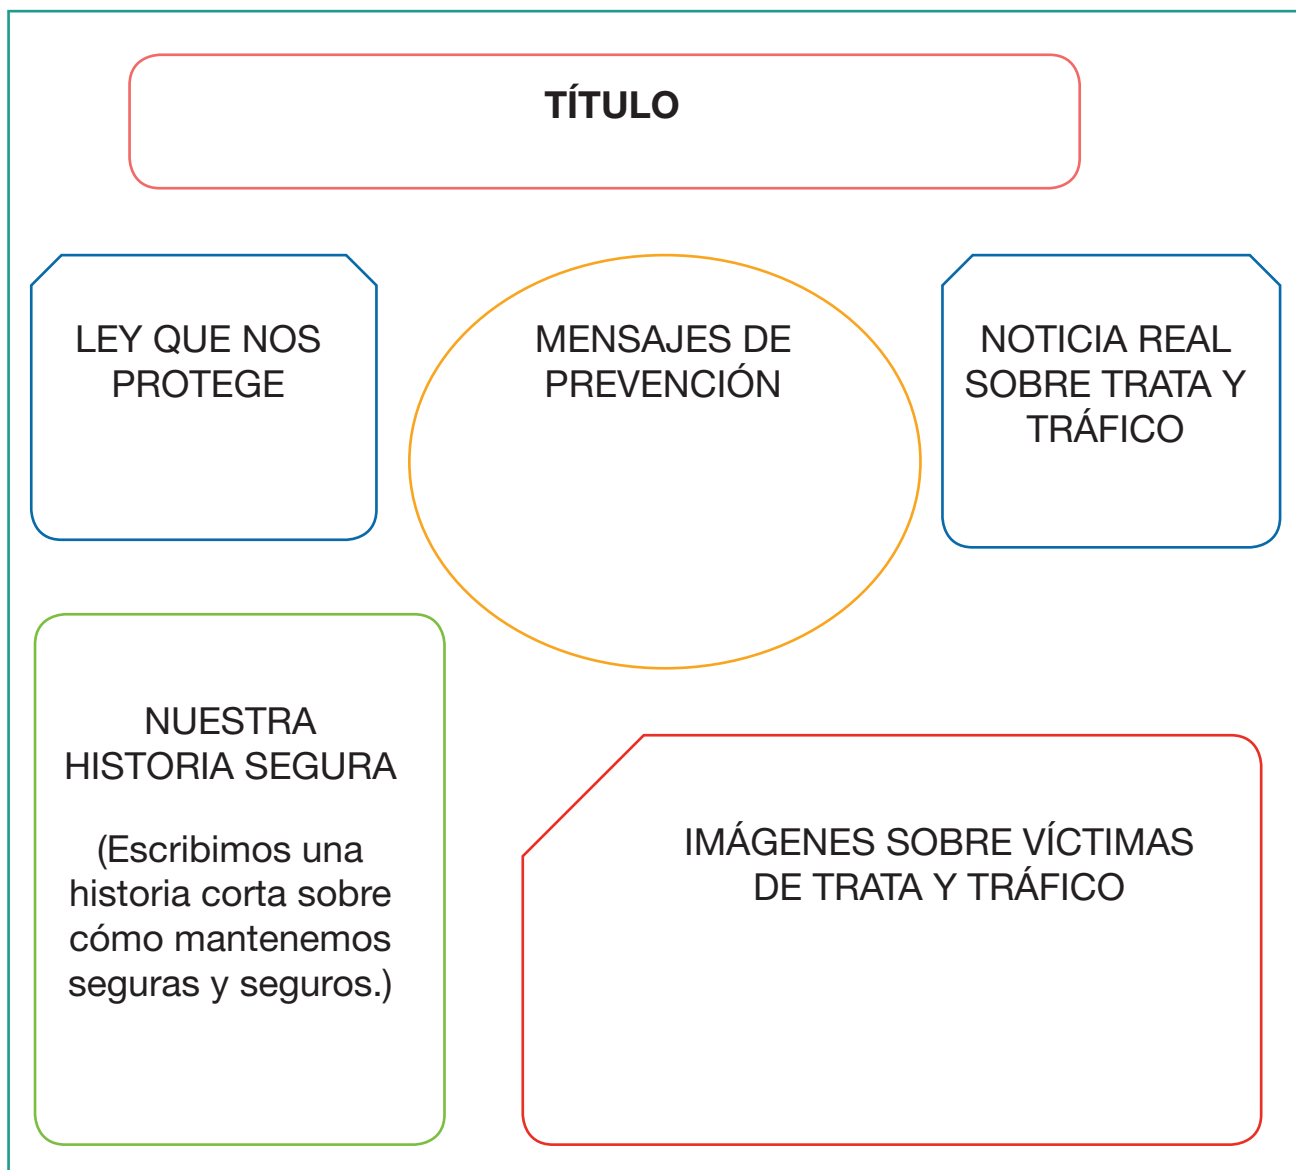 TÍTULO
LEY QUE NOS
PROTEGE
MENSAJES DE
PREVENCIÓN
NOTICIA REAL
SOBRE TRATA Y
TRÁFICO
NUESTRA
HISTORIA SEGURA
(Escribimos una
historia corta sobre
cómo mantenemos
seguras y seguros.)
IMÁGENES SOBRE VÍCTIMAS
DE TRATA Y TRÁFICO